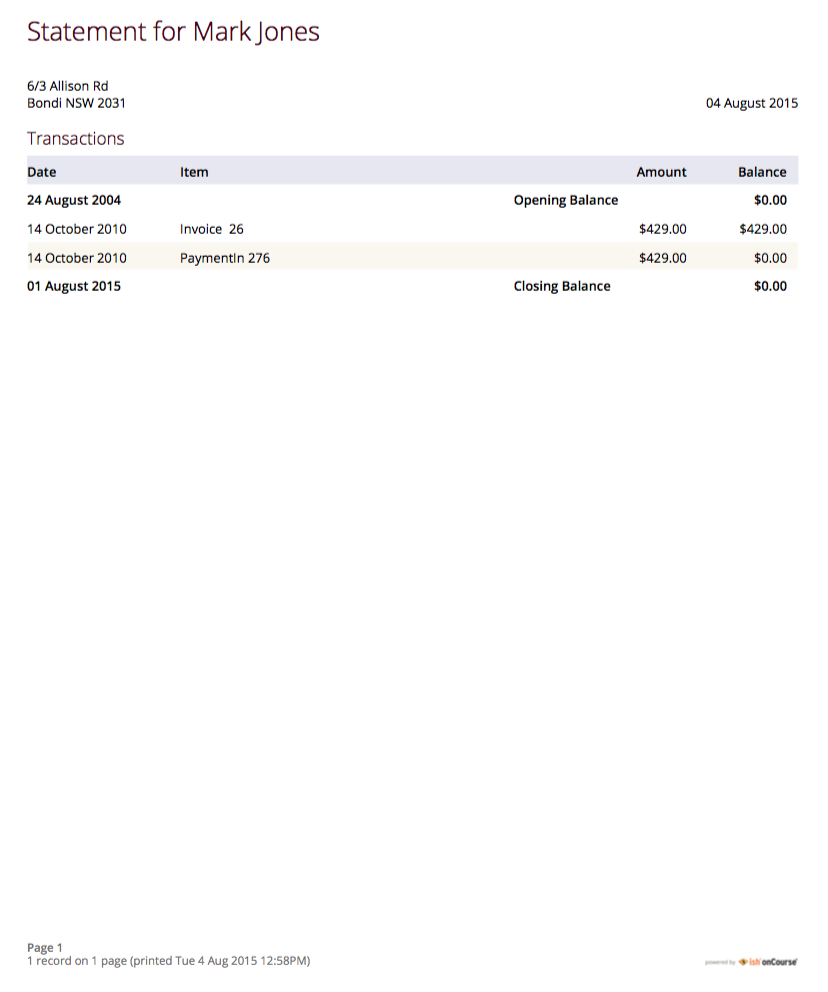 Statement for Mark Jones
6/3 Allison Rd
Bondi NSW 2031 04 August 2015
Transactions
Date Item Amount Balance
24 August 2004 Opening Balance $0.00
14 October 2010 Invoice 26 $429.00 $429.00
14 October 2010 PaymentIn 276 $429.00 $0.00
01 August 2015 Closing Balance $0.00
Page 1
1 record on 1 page (printed Tue 4 Aug 2015 12:58PM)
powered by ish onCourse